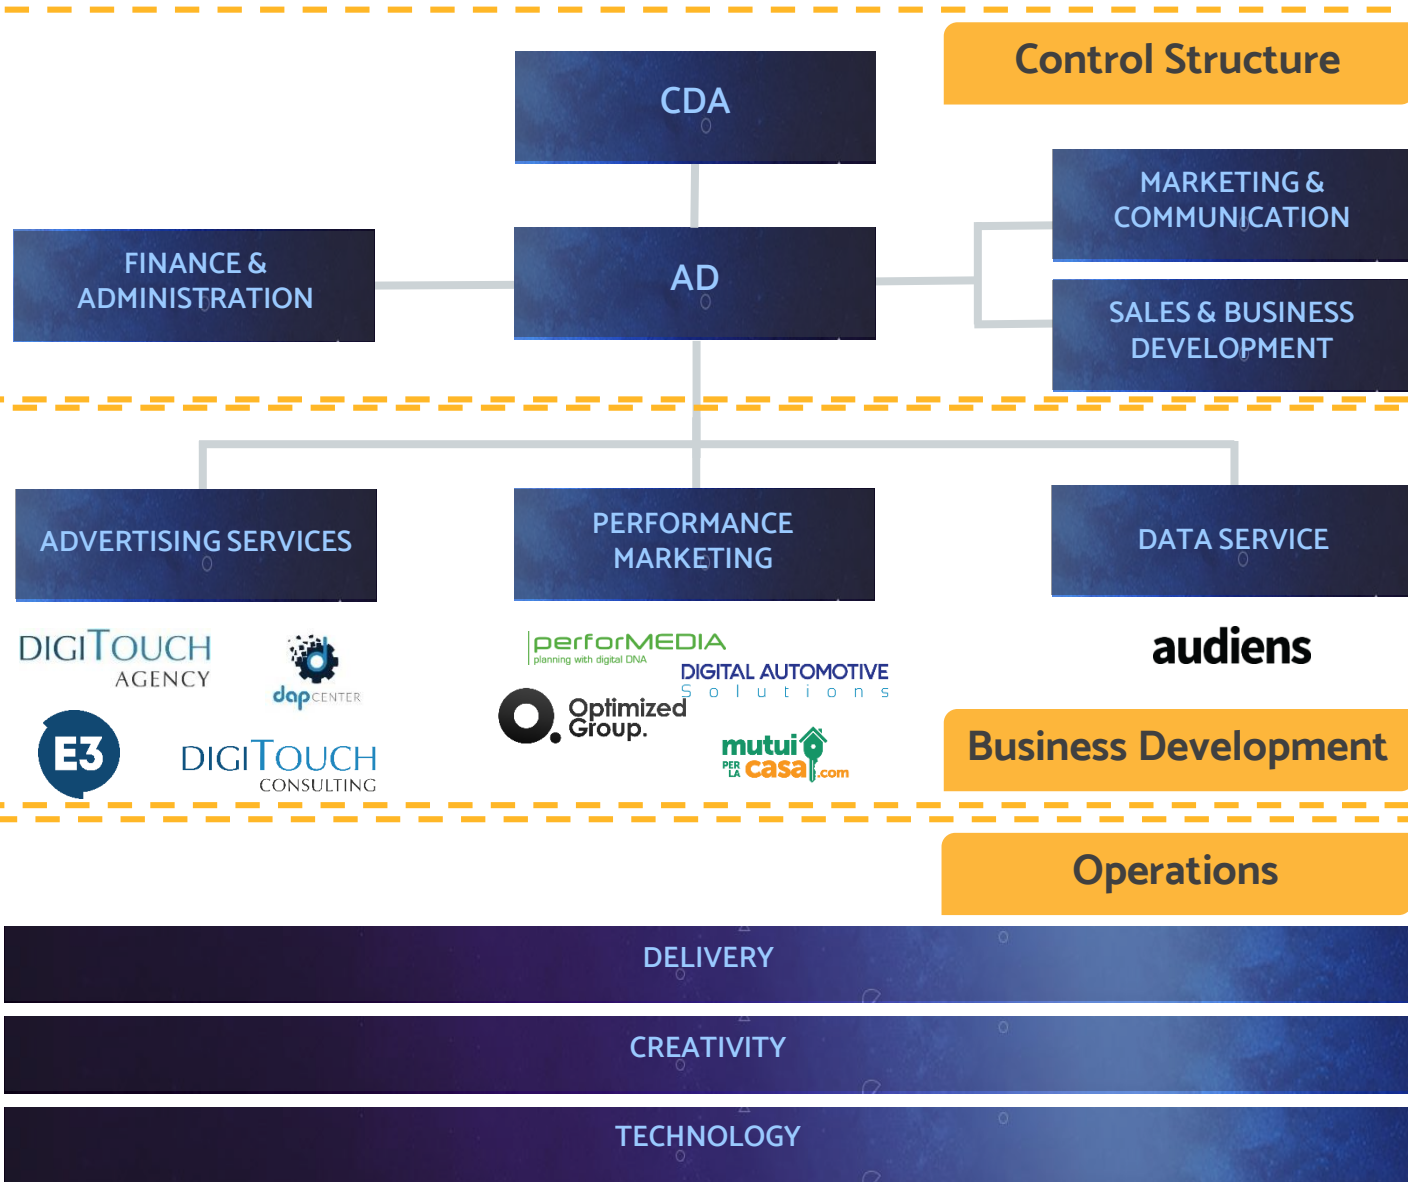 Control Structure
CDA
MARKETING &
COMMUNICATION
FINANCE &
ADMINISTRATION
AD
SALES & BUSINESS
DEVELOPMENT
ADVERTISING SERVICES
PERFORMANCE
MARKETING
DATA SERVICE
DIGITOUCH
AGENCY
dapCENTER
E3
DIGITOUCH
CONSULTING
perforMEDIA
planning with digital DNA
DIGITAL AUTOMOTIVE
Solutions
Optimized
Group.
mutui
PER
LA
casa.com
audiens
Business Development
Operations
DELIVERY
CREATIVITY
TECHNOLOGY